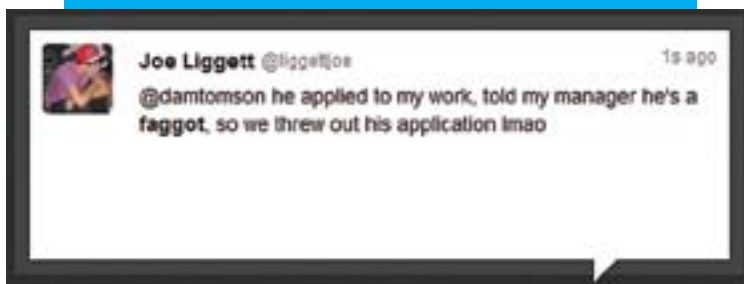 Joe Liggett @liggettjoe 1s ago
@damtomson he applied to my work, told my manager he's a
faggot, so we threw out his application lmao